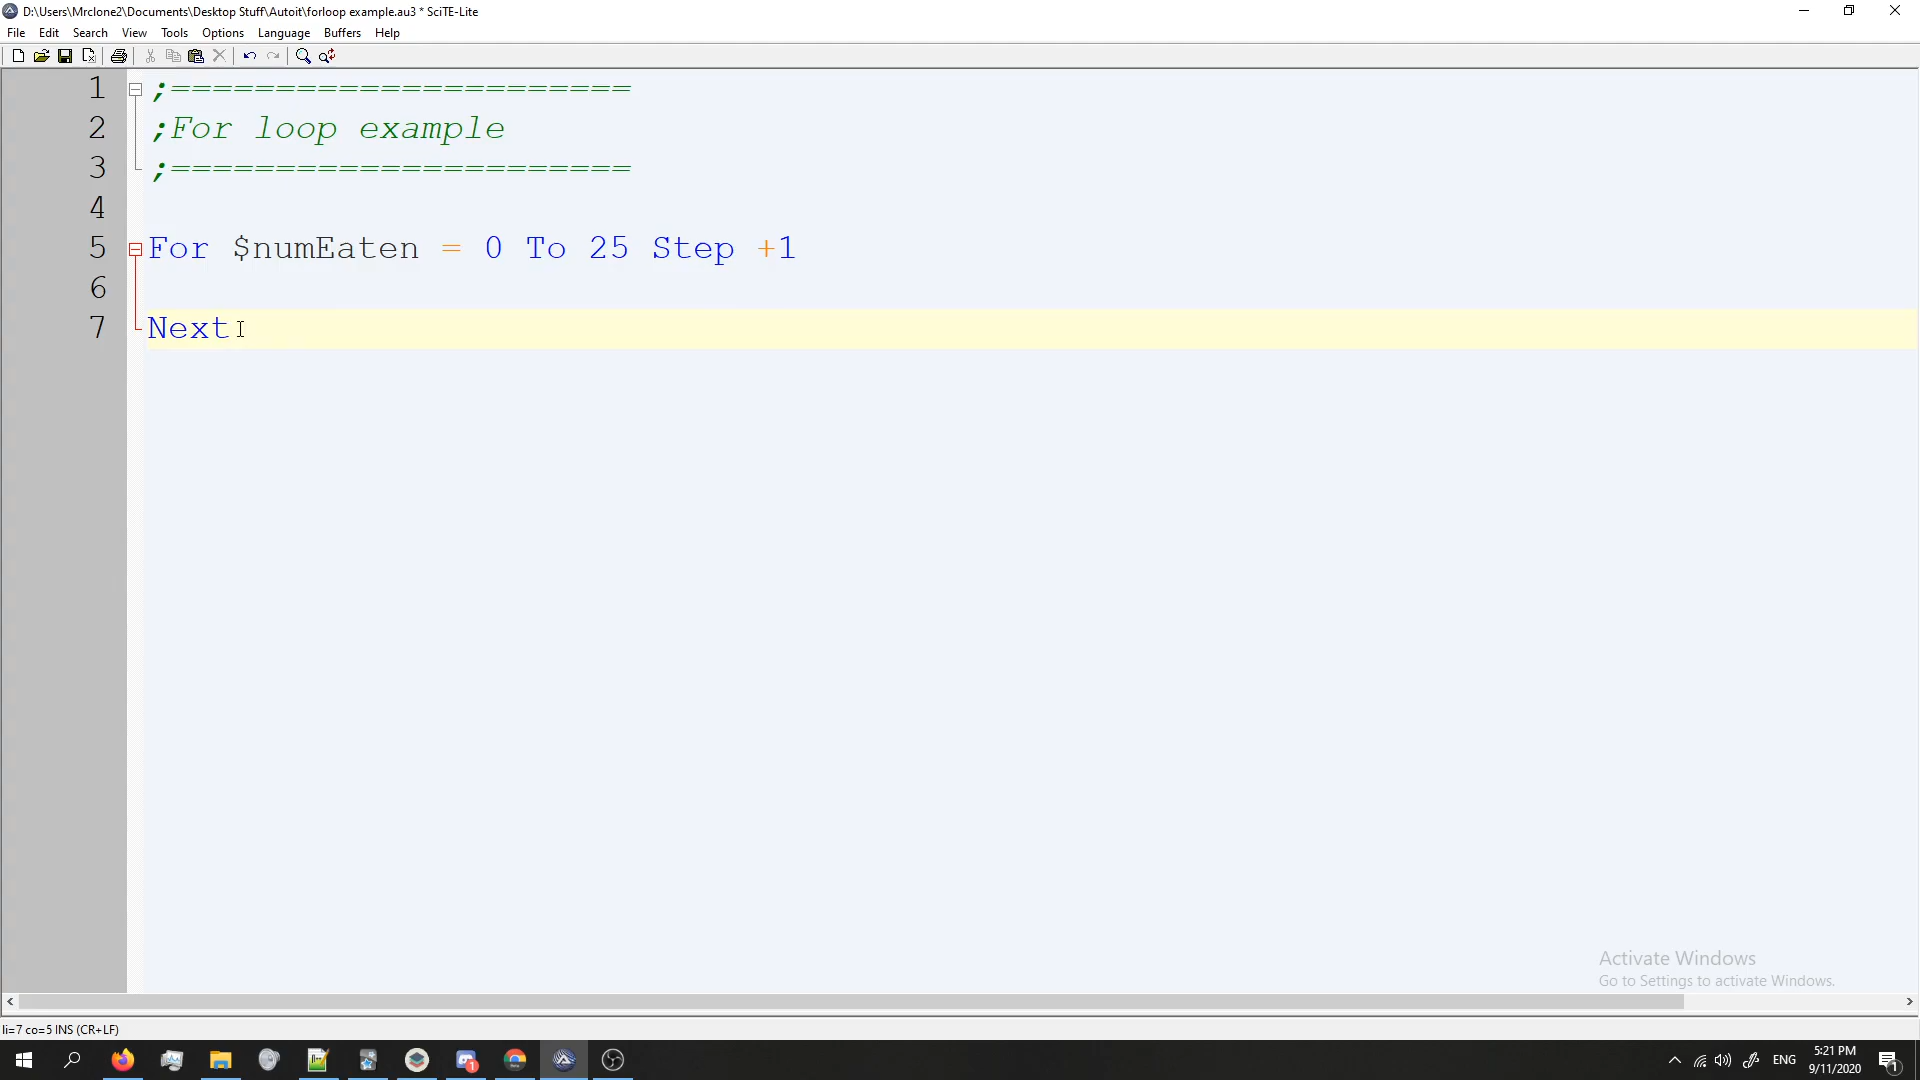 D:\Users\Mrclone2\Documents\Desktop Stuff\Autoit\forloop example.au3 * SciTE-Lite
File Edit Search View Tools Options Language Buffers Help
1 ;======================
2 ;For loop example
3 ;======================
4
5 For $numEaten = 0 To 25 Step +1
6
7 Next
Activate Windows
Go to Settings to activate Windows.
li=7 co=5 INS (CR+LF)
1
ENG
5:21 PM
9/11/2020
1